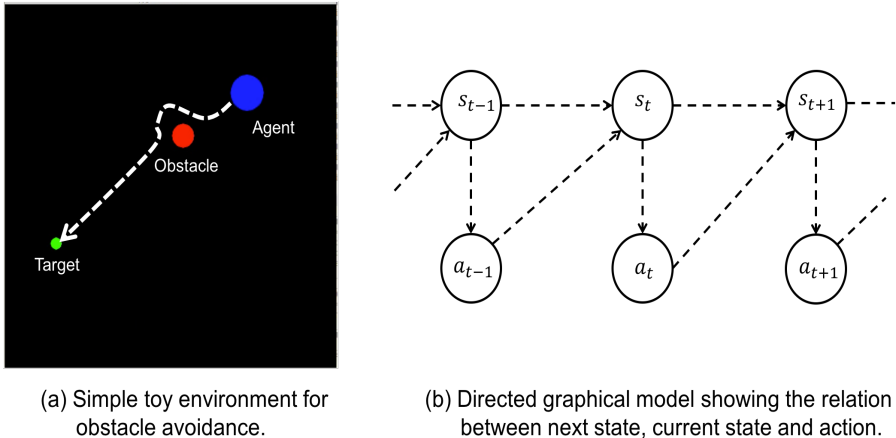 Agent
Obstacle
Target
(a) Simple toy environment for
obstacle avoidance.
s_{t−1}
s_t
s_{t+1}
a_{t−1}
a_t
a_{t+1}
(b) Directed graphical model showing the relation
between next state, current state and action.